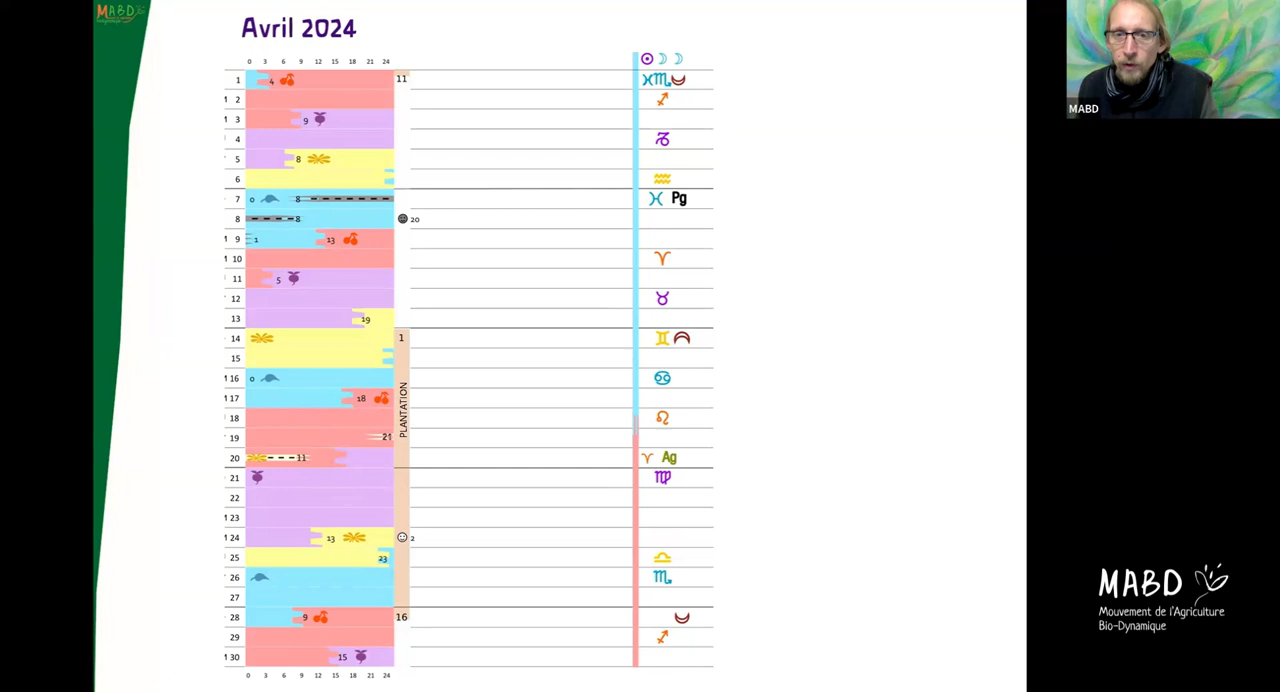 MABD
Avril 2024
0 3 6 9 12 15 18 21 24
1 4 11
M 2
M 3 9
4
5 8
6
7 0 8 Pg
8 8 20
M 9 1 13
M 10
M 11 5
12
13 19
14 1
15
M 16 0
M 17 18
18
19 21
20 11 Ag
21
22
23
M 24 13 2
25 23
26
27
28 9 16
29
M 30 15
0 3 6 9 12 15 18 21 24
PLANTATION
MABD
MABD
Mouvement de l'Agriculture
Bio-Dynamique